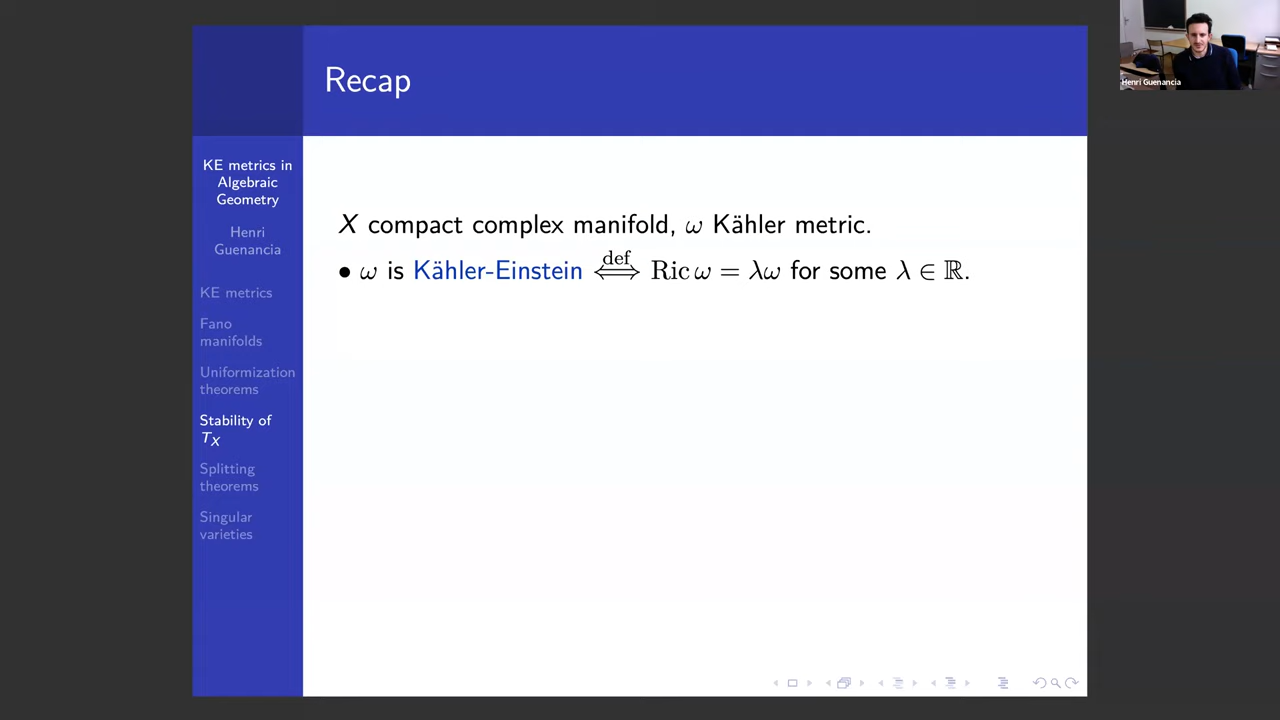 Recap
KE metrics in
Algebraic
Geometry
Henri
Guenancia
KE metrics
Fano
manifolds
Uniformization
theorems
Stability of
T_X
Splitting
theorems
Singular
varieties
X compact complex manifold, ω Kähler metric.
• ω is Kähler-Einstein def⟺ Ric ω = λω for some λ ∈ ℝ.
Henri Guenancia